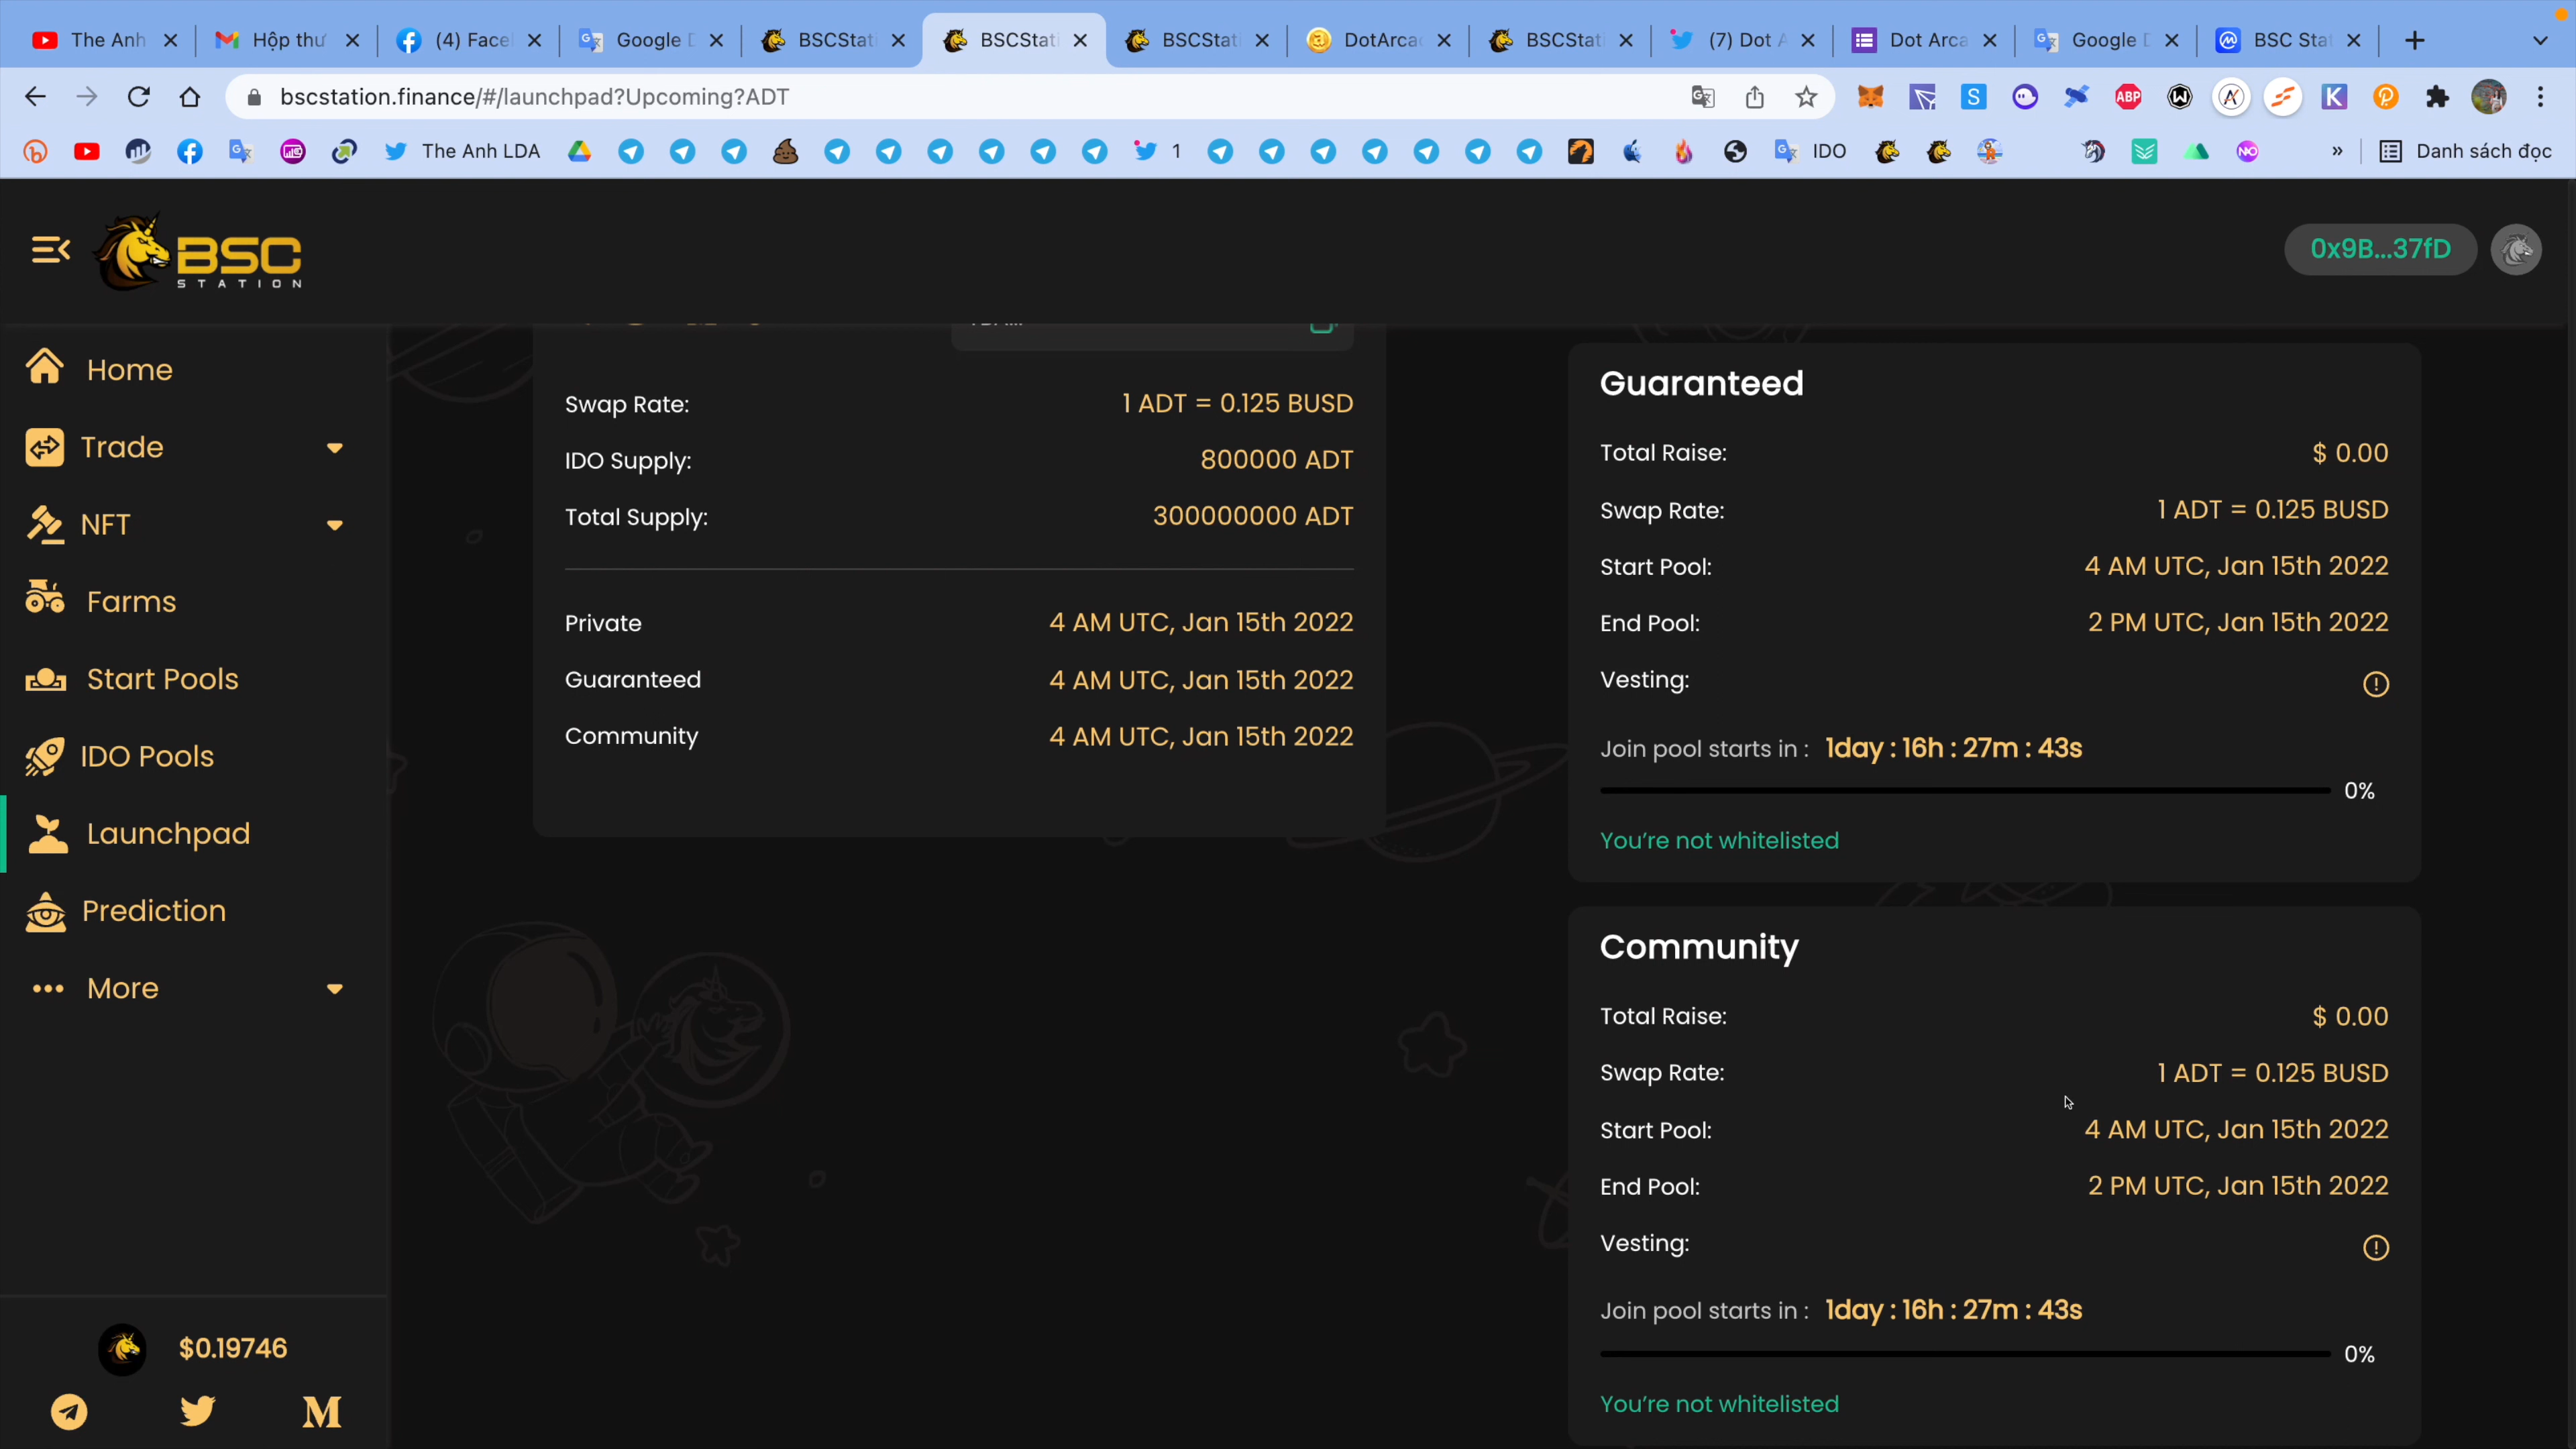 The Anh
Hộp thư
(4) Face
Google D
BSCStati
BSCStati
BSCStati
DotArcad
BSCStati
(7) Dot A
Dot Arca
Google D
BSC Stat
bscstation.finance/#/launchpad?Upcoming?ADT
ABP
The Anh LDA
1
IDO
NO
»
Danh sách đọc
BSC
STATION
0x9B...37fD
Home
Trade
NFT
Farms
Start Pools
IDO Pools
Launchpad
Prediction
More
$0.19746
Swap Rate: 1 ADT = 0.125 BUSD
IDO Supply: 800000 ADT
Total Supply: 300000000 ADT
Private 4 AM UTC, Jan 15th 2022
Guaranteed 4 AM UTC, Jan 15th 2022
Community 4 AM UTC, Jan 15th 2022
Guaranteed
Total Raise: $ 0.00
Swap Rate: 1 ADT = 0.125 BUSD
Start Pool: 4 AM UTC, Jan 15th 2022
End Pool: 2 PM UTC, Jan 15th 2022
Vesting:
Join pool starts in : 1day : 16h : 27m : 43s
0%
You're not whitelisted
Community
Total Raise: $ 0.00
Swap Rate: 1 ADT = 0.125 BUSD
Start Pool: 4 AM UTC, Jan 15th 2022
End Pool: 2 PM UTC, Jan 15th 2022
Vesting:
Join pool starts in : 1day : 16h : 27m : 43s
0%
You're not whitelisted